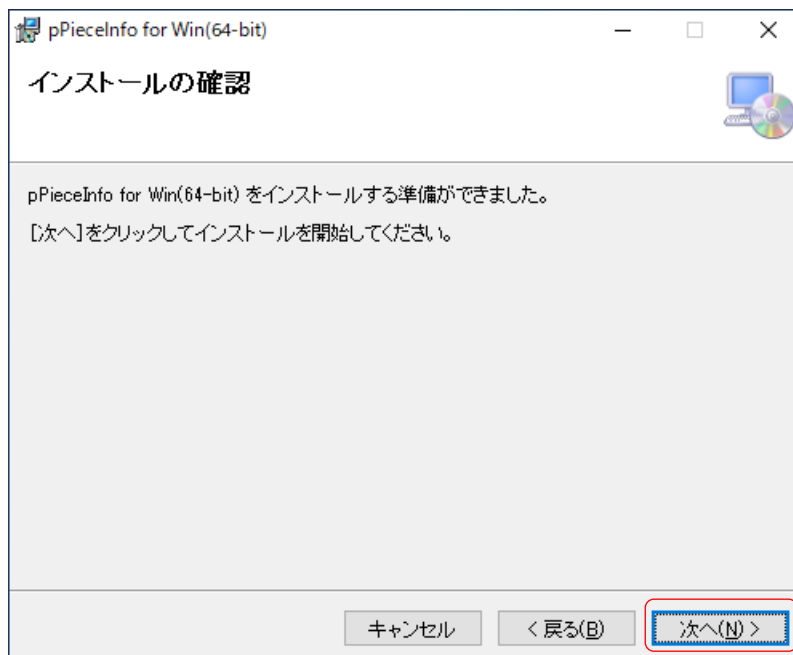 pPieceInfo for Win(64-bit)
インストールの確認
pPieceInfo for Win(64-bit) をインストールする準備ができました。
[次へ]をクリックしてインストールを開始してください。
キャンセル
< 戻る(B)
次へ(N) >